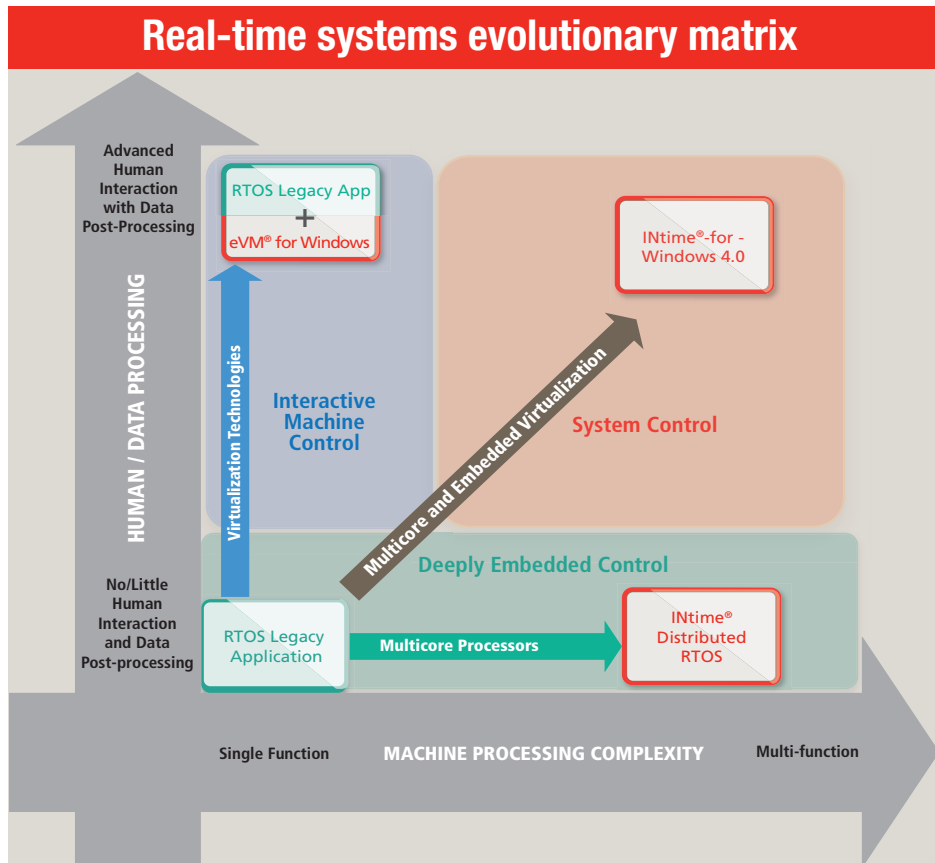 Real-time systems evolutionary matrix
Advanced
Human
Interaction
with Data
Post-Processing
HUMAN / DATA PROCESSING
No/Little
Human
Interaction
and Data
Post-processing
RTOS Legacy App
+
eVM® for Windows
Virtualization Technologies
Interactive
Machine
Control
INtime®-for -
Windows 4.0
System Control
Multicore and Embedded Virtualization
Deeply Embedded Control
RTOS Legacy
Application
Multicore Processors
INtime®
Distributed
RTOS
Single Function
MACHINE PROCESSING COMPLEXITY
Multi-function